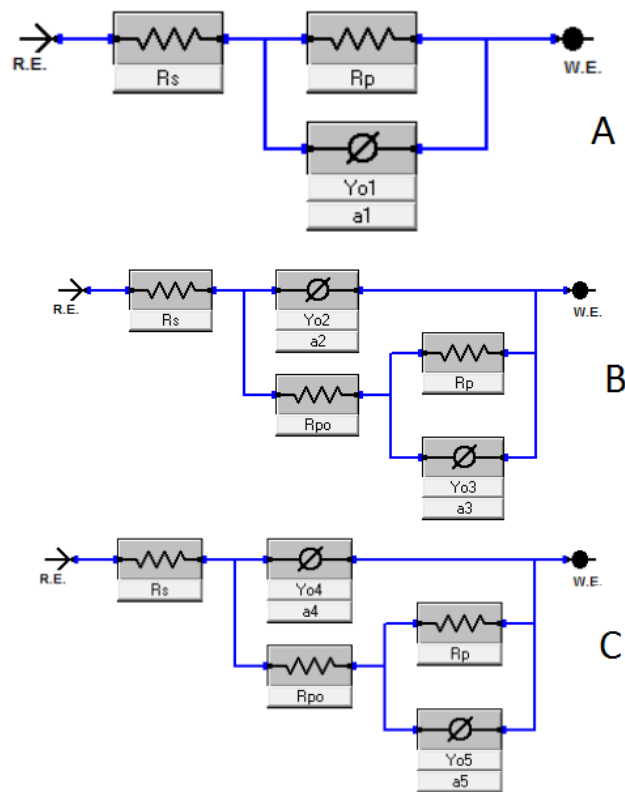 R.E.
Rs
Rp
W.E.
Yo1
a1
A
R.E.
Rs
Yo2
a2
W.E.
Rp
B
Rpo
Yo3
a3
R.E.
Rs
Yo4
a4
W.E.
Rp
C
Rpo
Yo5
a5